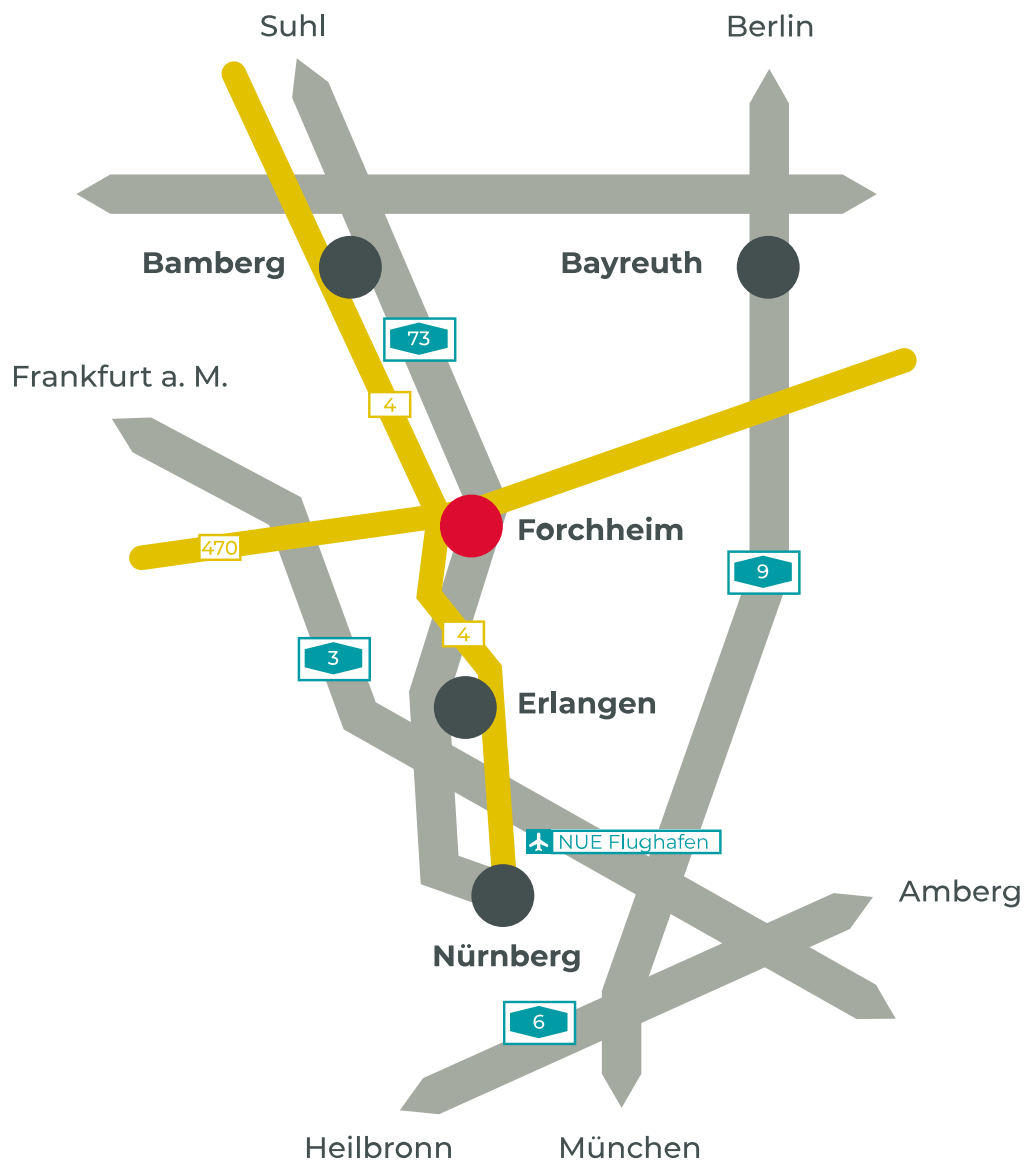 Suhl
Berlin
Bamberg
Bayreuth
73
Frankfurt a. M.
4
Forchheim
470
9
4
3
Erlangen
NUE Flughafen
Amberg
Nürnberg
6
Heilbronn
München